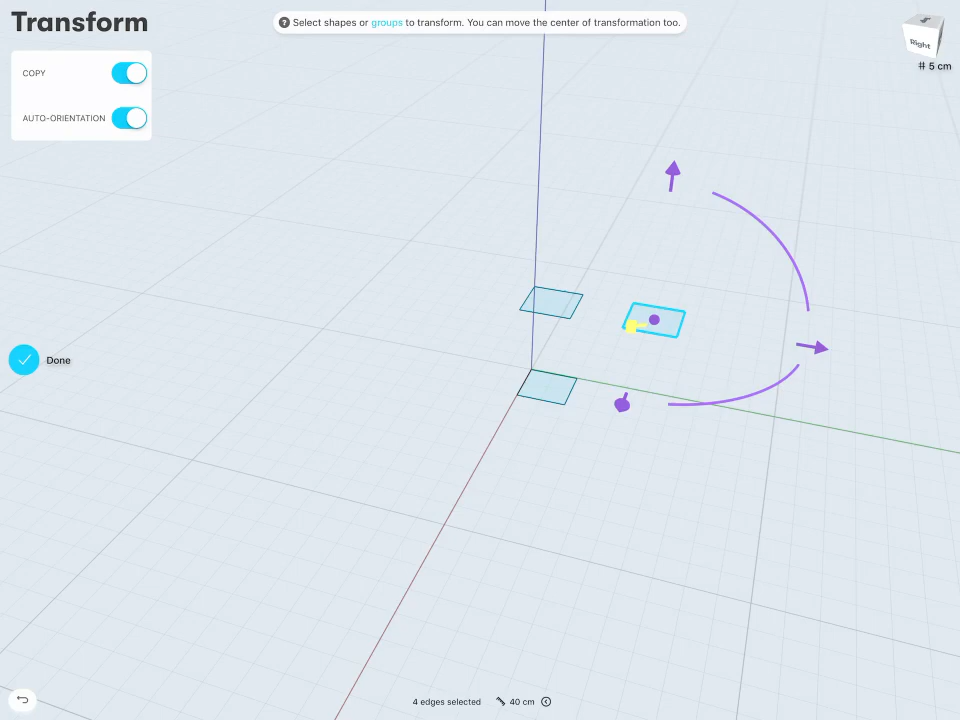 Transform
? Select shapes or groups to transform. You can move the center of transformation too.
Right
5 cm
COPY
AUTO-ORIENTATION
Done
4 edges selected
40 cm